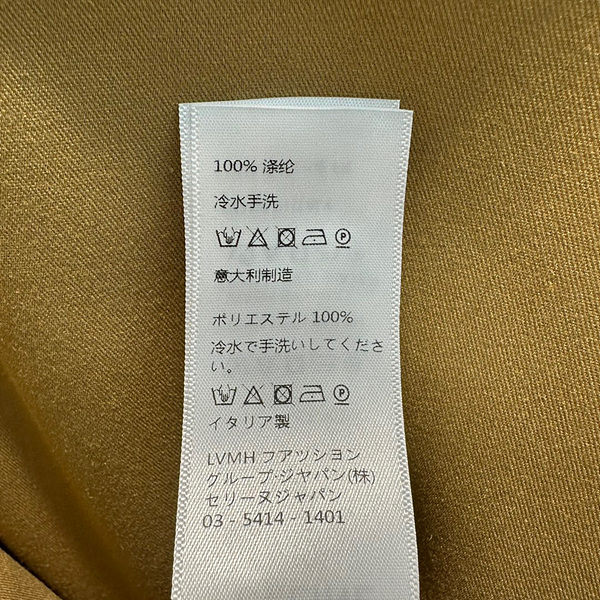 100% 涤纶
冷水手洗
P
意大利制造
ポリエステル 100%
冷水で手洗いしてくださ
い。
P
イタリア製
LVMH フアツション
グループ·ジヤパン(株)
セリーヌジャパン
03 - 5414 - 1401